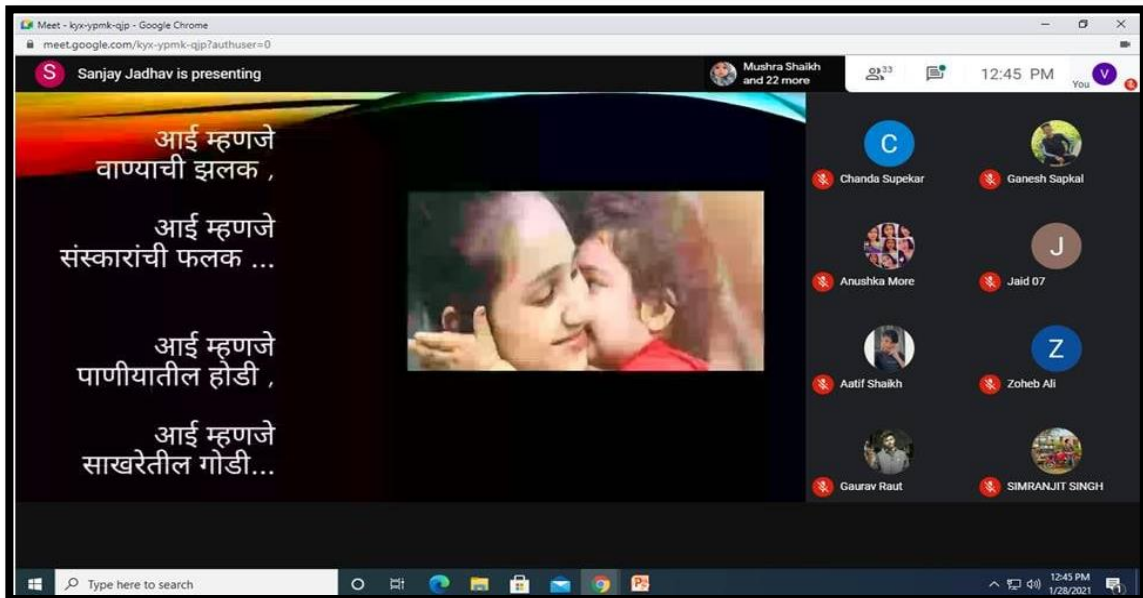 Meet - kyx-ypmk-qjp - Google Chrome
meet.google.com/kyx-ypmk-qjp?authuser=0
S
Sanjay Jadhav is presenting
Mushra Shaikh
and 22 more
33
12:45 PM
You
V
आई म्हणजे
वाण्याची झलक ,
आई म्हणजे
संस्कारांची फलक ...
आई म्हणजे
पाणीयातील होडी ,
आई म्हणजे
साखरेतील गोडी...
C
Chanda Supekar
Ganesh Sapkal
Anushka More
J
Jaid 07
Aatif Shaikh
Z
Zoheb Ali
Gaurav Raut
SIMRANJIT SINGH
Type here to search
12:45 PM
1/28/2021